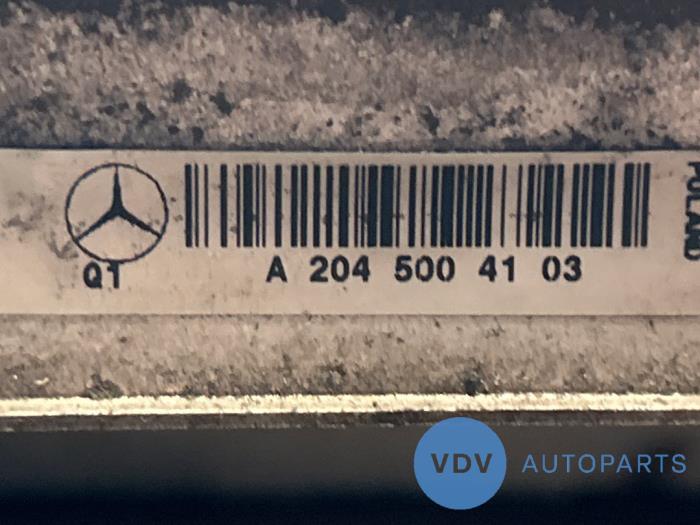 POLAND
Q1
A 204 500 41 03
VDV AUTOPARTS